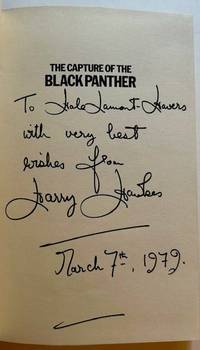 THE CAPTURE OF THE
BLACK PANTHER
To Lamont-Havers
with very best
wishes from
Harry Hawkes
March 7th, 1979.